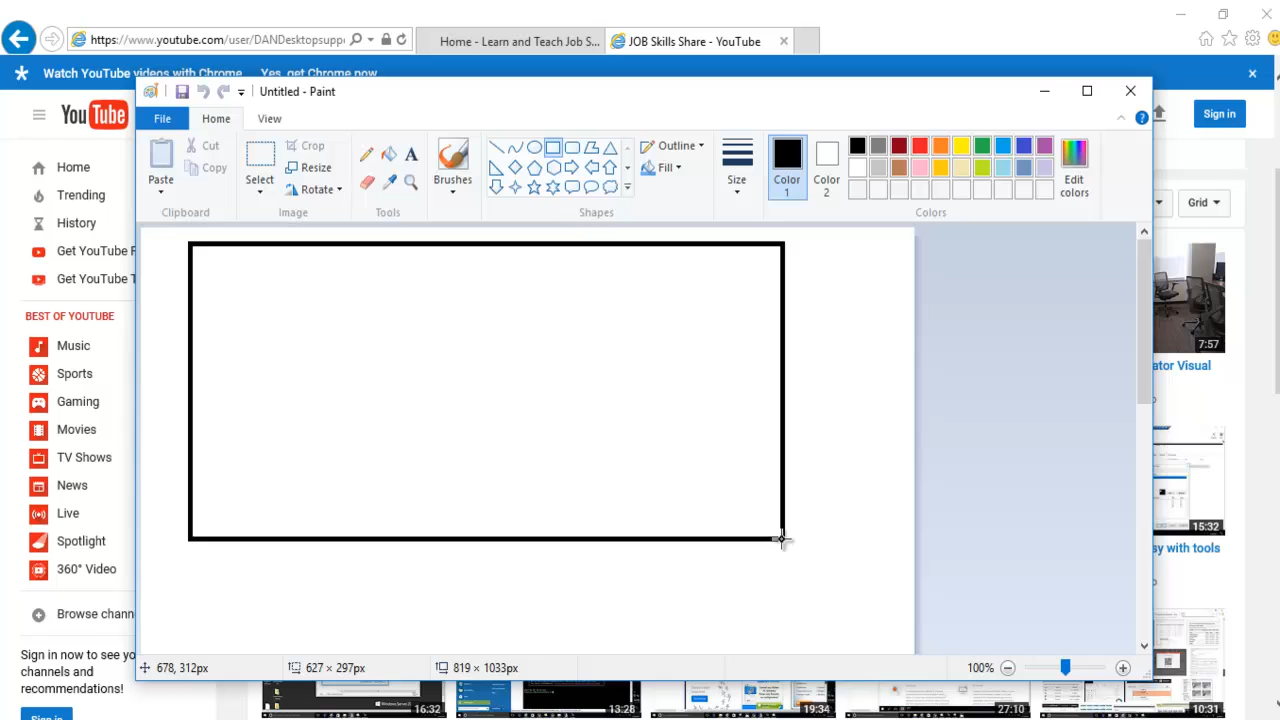 https://www.youtube.com/user/DANDesktopsupp
Home - Learn and Teach Job S...
JOB Skills Share - YouTube
Watch YouTube videos with Chrome
Yes, get Chrome now
Untitled - Paint
File
Home
View
YouTube
Sign in
Paste
Cut
Copy
Clipboard
Select
Crop
Resize
Rotate
Image
A
Tools
Brushes
Outline
Fill
Shapes
Size
Color 1
Color 2
Edit colors
Colors
Grid
Home
Trending
History
Get YouTube
Get YouTube
BEST OF YOUTUBE
Music
Sports
Gaming
Movies
TV Shows
News
Live
Spotlight
360° Video
Browse chann
Sign in now to see yo
channels and
recommendations!
Sign in
7:57
ator Visual
15:32
sy with tools
678, 312px
627 × 297px
100%
16:32
13:28
19:34
27:10
10:31